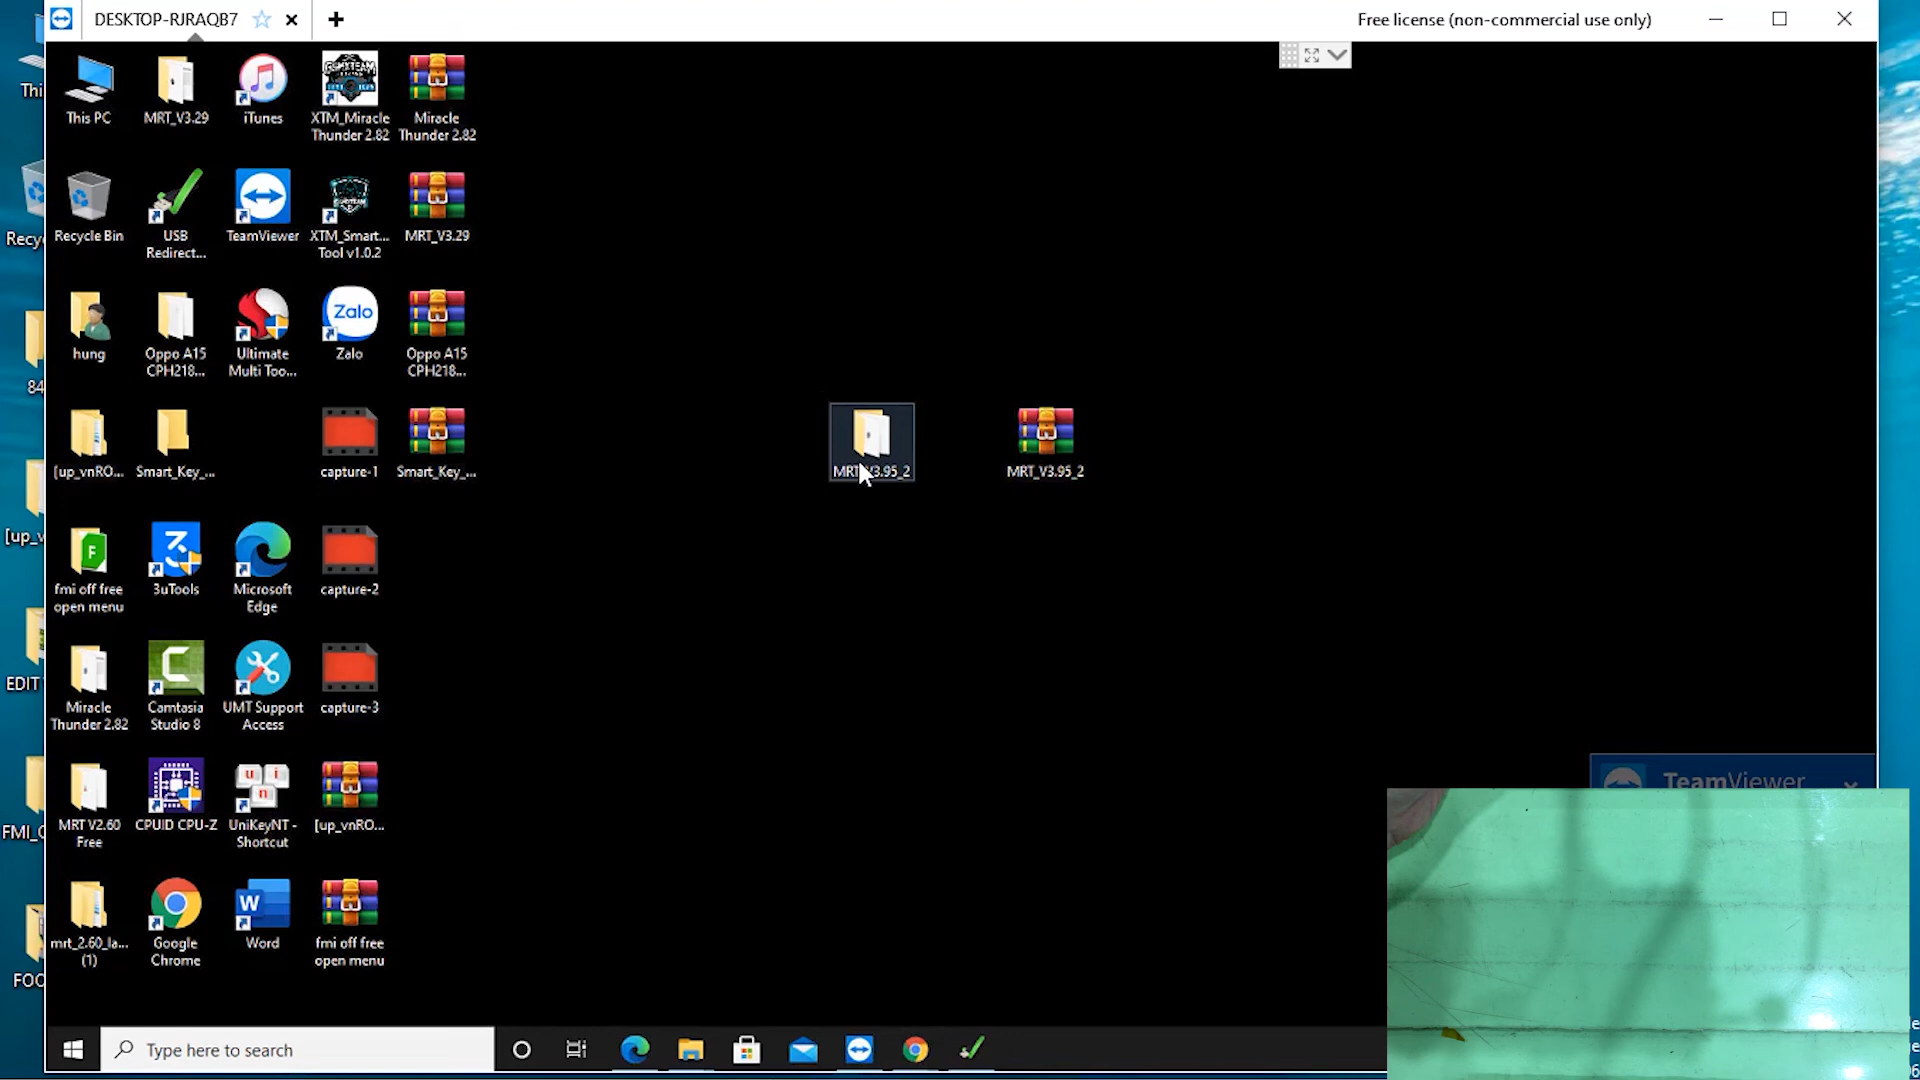 DESKTOP-RJRAQB7
Free license (non-commercial use only)
This PC
MRT_V3.29
iTunes
XTM_Miracle
Thunder 2.82
Miracle
Thunder 2.82
Recycle Bin
USB
Redirect...
TeamViewer
XTM_Smart...
Tool v1.0.2
MRT_V3.29
hung
Oppo A15
CPH218...
Ultimate
Multi Too...
Zalo
Zalo
Oppo A15
CPH218...
[up_vnRO...
Smart_Key_...
capture-1
Smart_Key_...
MRT_V3.95_2
MRT_V3.95_2
fmi off free
open menu
3uTools
Microsoft
Edge
capture-2
Miracle
Thunder 2.82
Camtasia
Studio 8
UMT Support
Access
capture-3
MRT V2.60
Free
CPUID CPU-Z
UniKeyNT -
Shortcut
[up_vnRO...
mrt_2.60_la...
(1)
Google
Chrome
Word
fmi off free
open menu
TeamViewer
Type here to search
Thi
Recy
84
[up_v
EDIT
FMI_
FOO